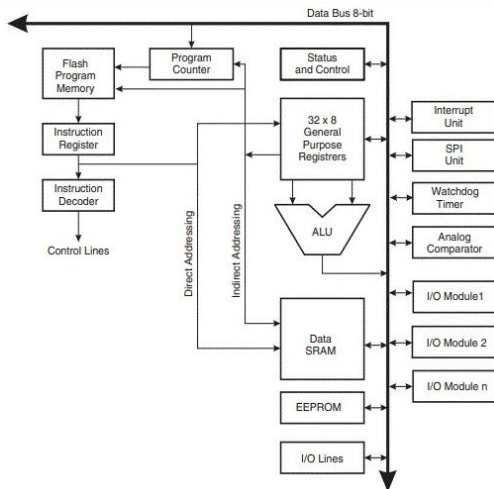 Data Bus 8-bit
Flash
Program
Memory
Program
Counter
Status
and Control
Instruction
Register
32 x 8
General
Purpose
Registrers
Interrupt
Unit
SPI
Unit
Instruction
Decoder
Watchdog
Timer
Control Lines
Direct Addressing
Indirect Addressing
ALU
Analog
Comparator
I/O Module1
Data
SRAM
I/O Module 2
I/O Module n
EEPROM
I/O Lines